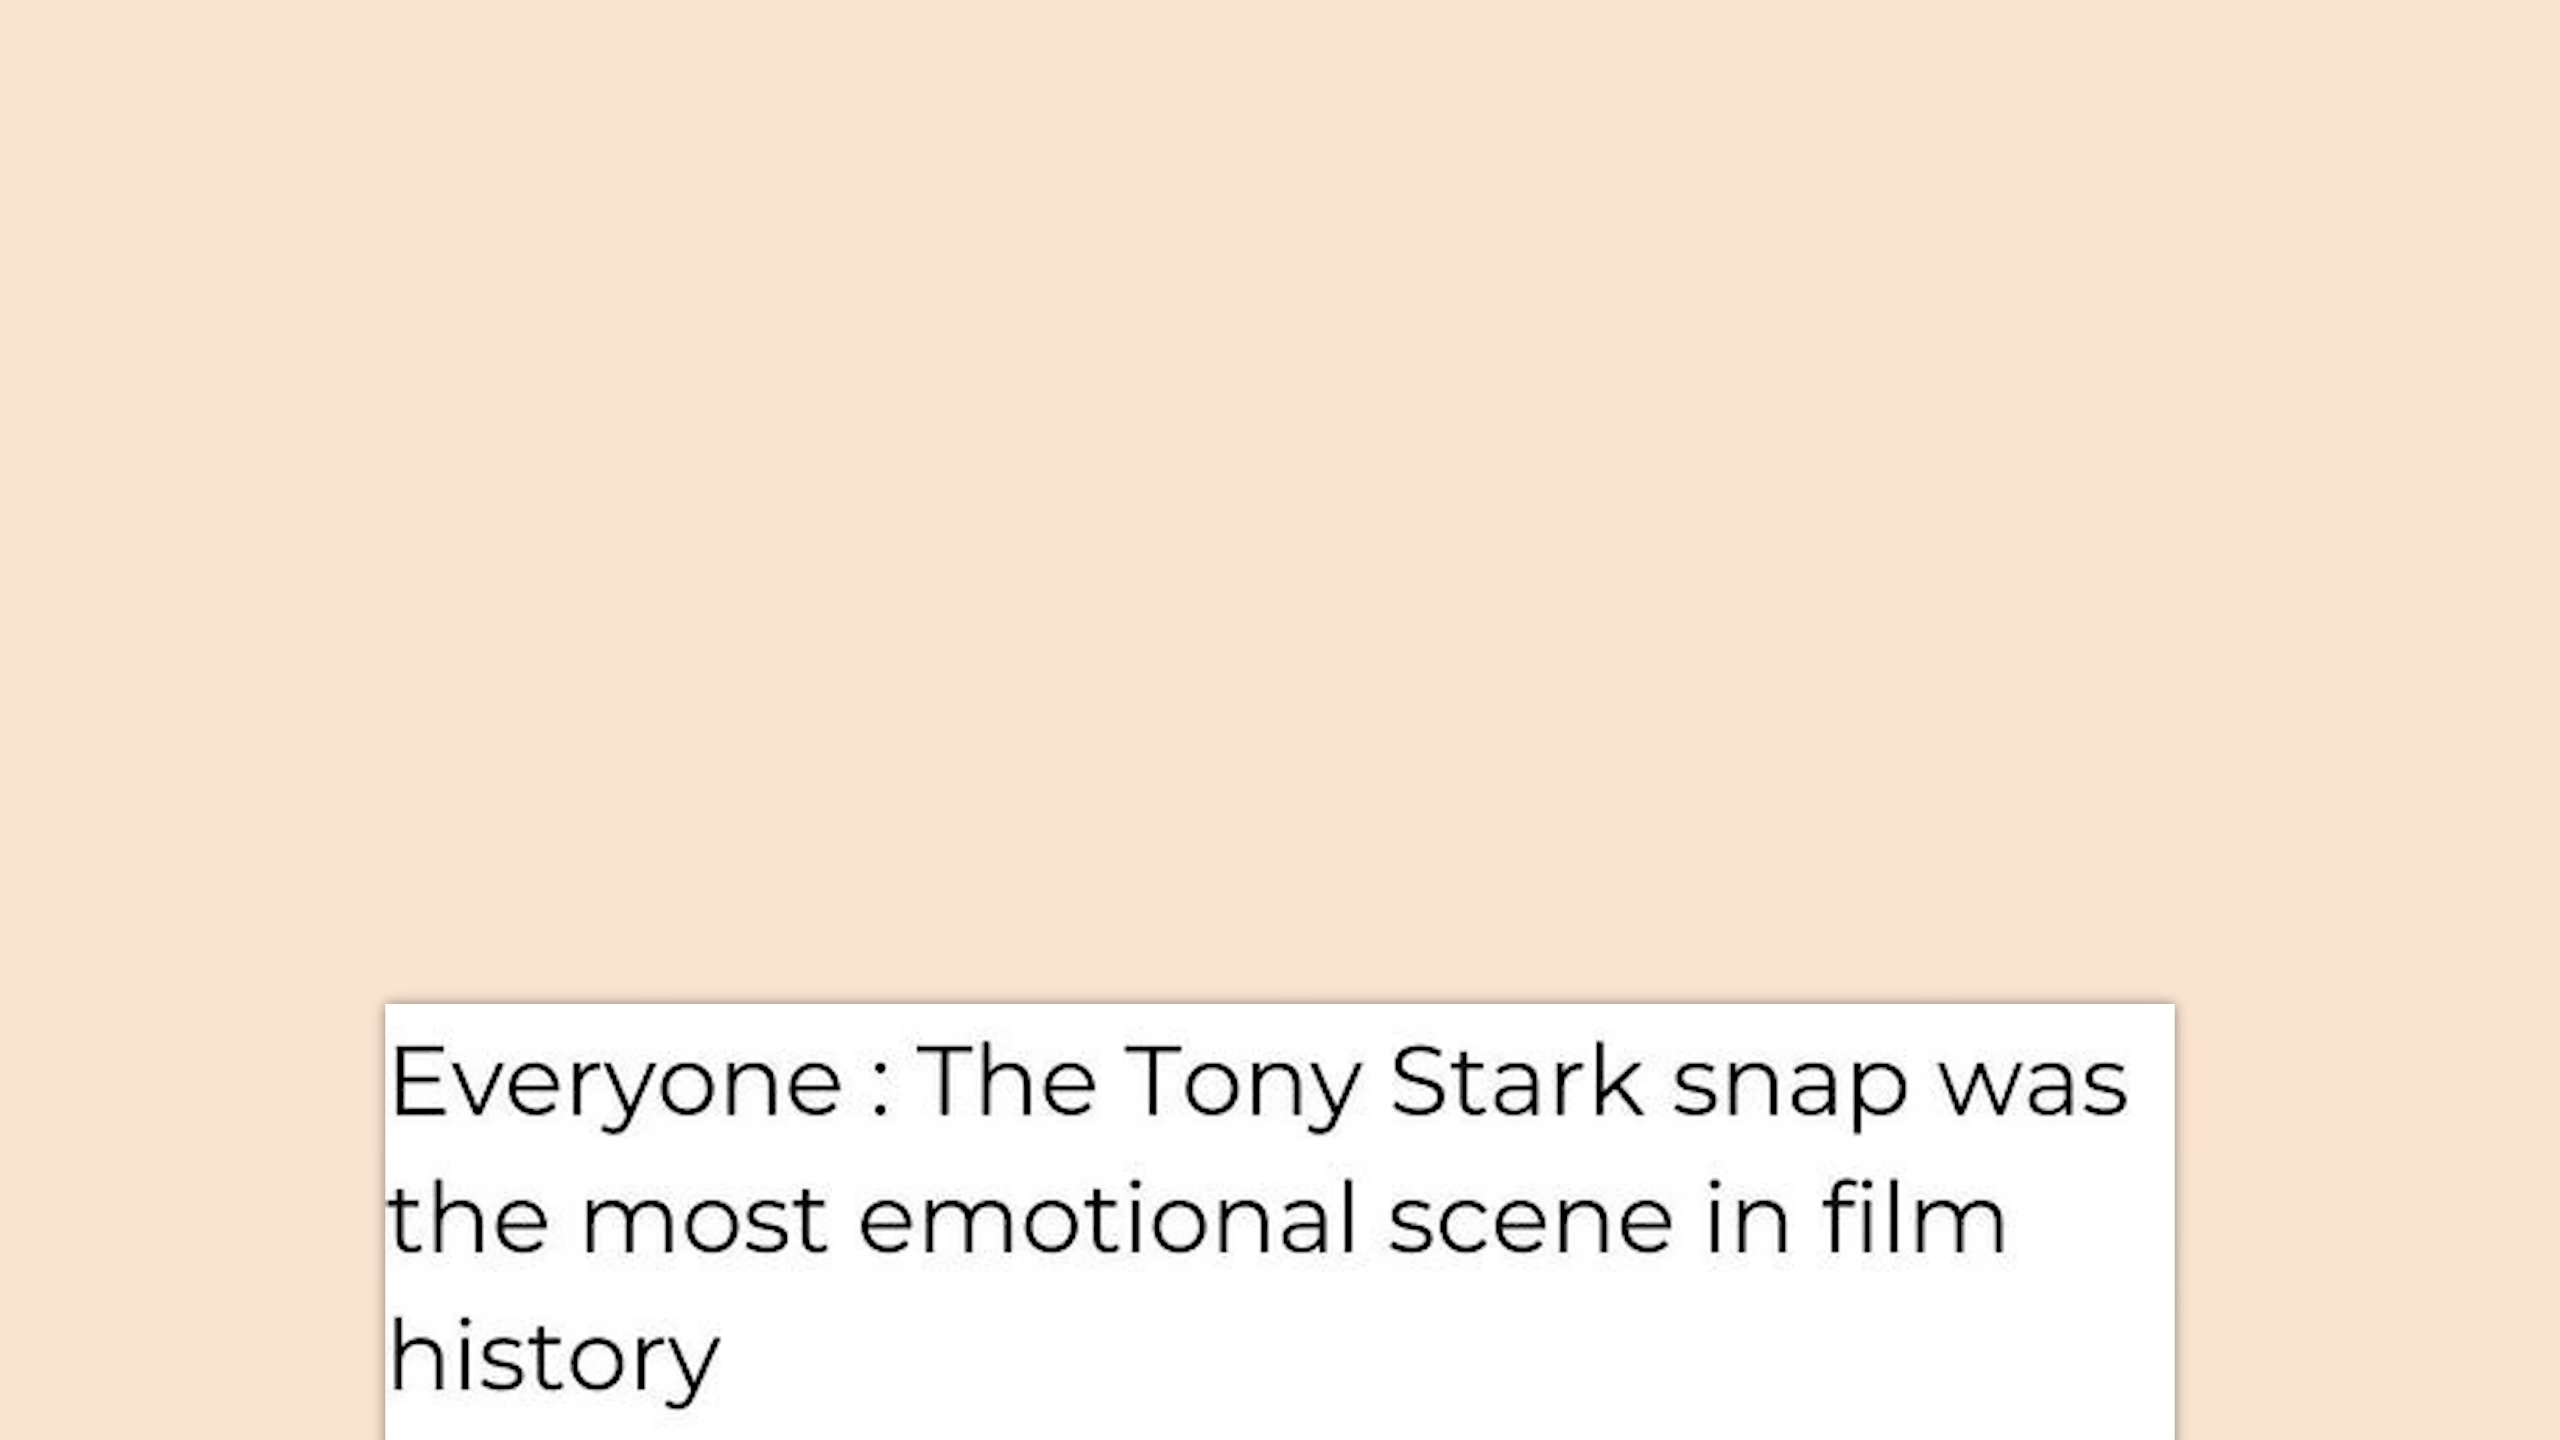 Everyone : The Tony Stark snap was
the most emotional scene in film
history